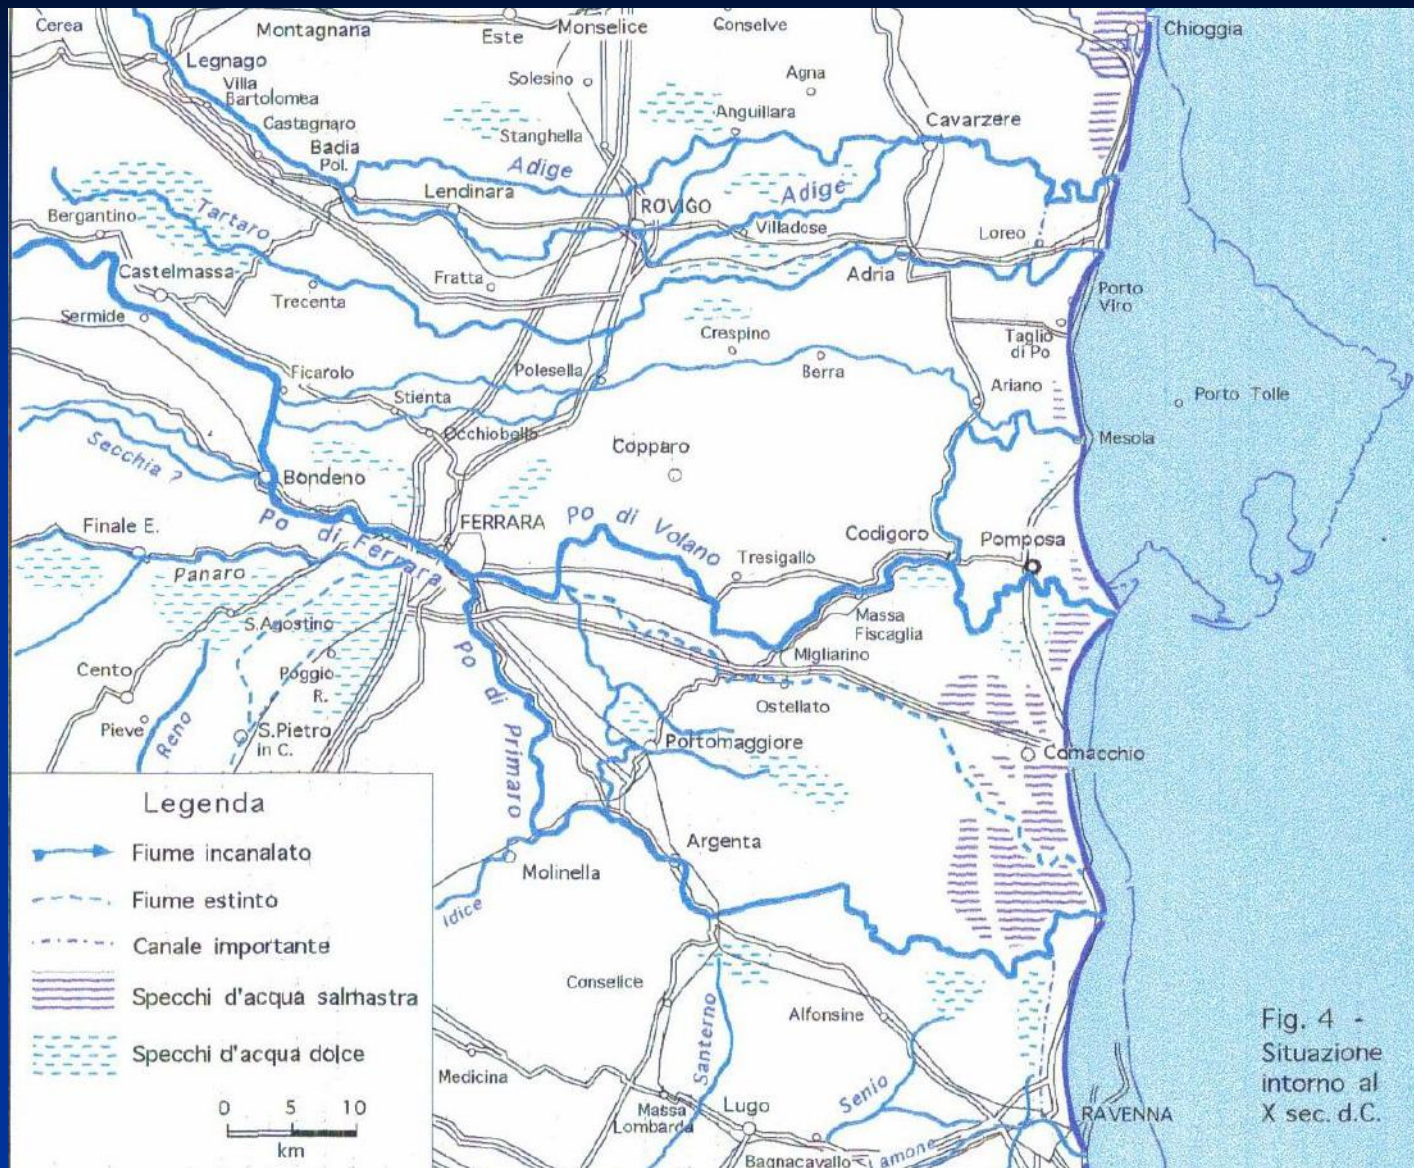 Cerea
Montagnana
Este
Monselice
Conselve
Chioggia
Legnago
Villa
Bartolomea
Castagnaro
Badia
Pol.
Solesino
Stanghella
Agna
Anguillara
Cavarzere
Adige
Adige
Lendinara
ROVIGO
Villadose
Loreo
Bergantino
Tartaro
Castelmassa
Trecenta
Fratta
Adria
Porto
Viro
Sermide
Crespino
Taglio
di Po
Ficarolo
Polesella
Berra
Ariano
Porto Tolle
Stienta
Occhiobello
Mesola
Secchia ?
Bondeno
Copparo
Finale E.
Po di Ferrara
FERRARA
Po di Volano
Tresigallo
Codigoro
Pomposa
Panaro
S.Agostino
Massa
Fiscaglia
Cento
Poggio
R.
Po di Primaro
Migliarino
Pieve
Reno
S.Pietro
in C.
Ostellato
Portomaggiore
Comacchio
Legenda
Fiume incanalato
Fiume estinto
Canale importante
Specchi d'acqua salmastra
Specchi d'acqua dolce
0 5 10
km
Argenta
Molinella
Idice
Conselice
Santerno
Alfonsine
Medicina
Massa
Lombarda
Lugo
Senio
Bagnacavallo
Lamone
RAVENNA
Fig. 4 -
Situazione
intorno al
X sec. d.C.